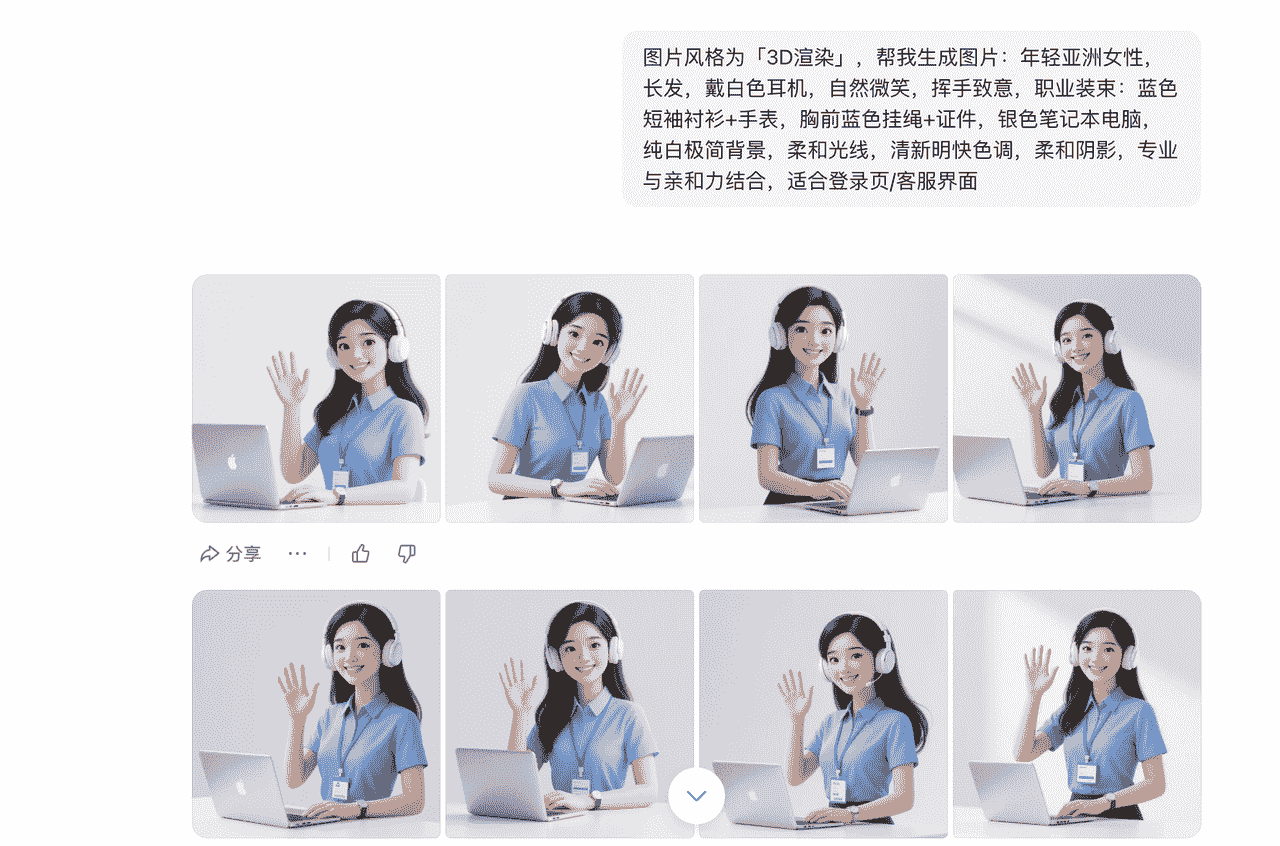 图片风格为「3D渲染」，帮我生成图片：年轻亚洲女性，
长发，戴白色耳机，自然微笑，挥手致意，职业装束：蓝色
短袖衬衫+手表，胸前蓝色挂绳+证件，银色笔记本电脑，
纯白极简背景，柔和光线，清新明快色调，柔和阴影，专业
与亲和力结合，适合登录页/客服界面
分享